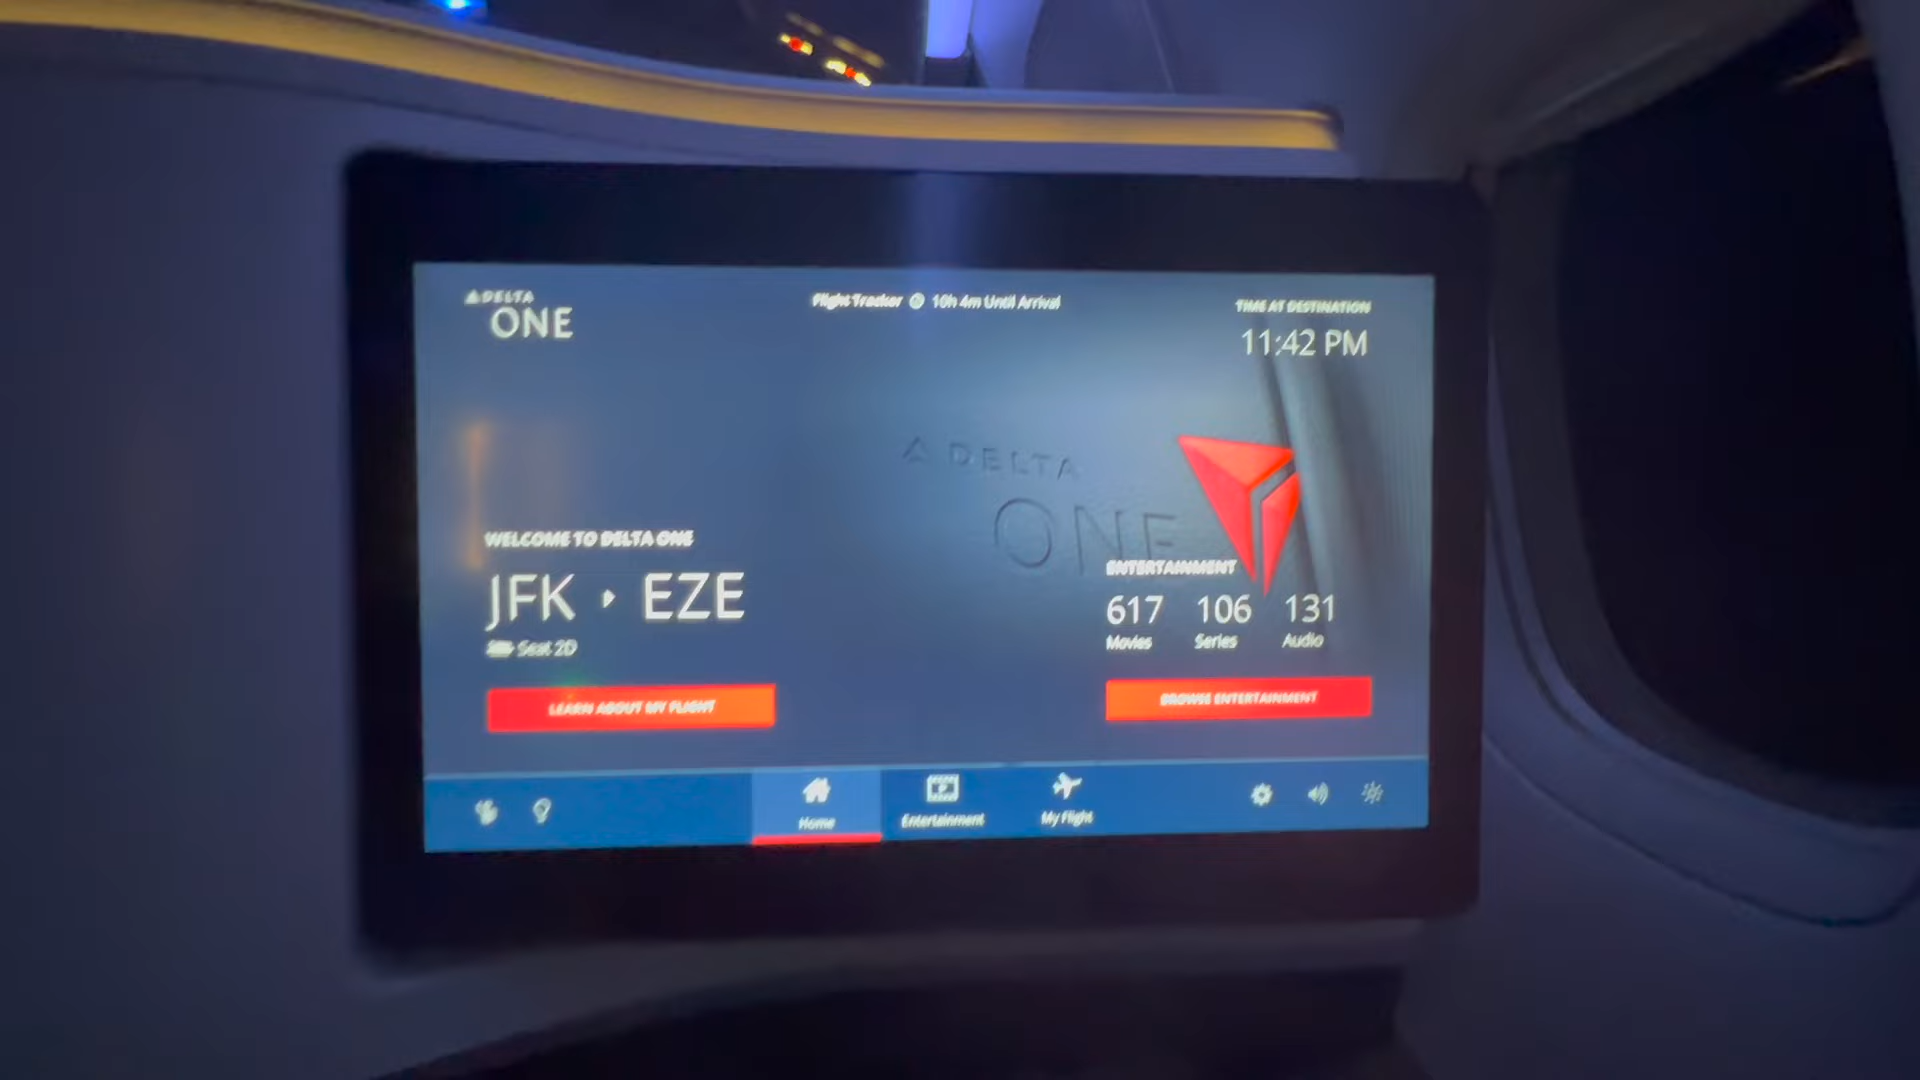 DELTA
ONE
Flight Tracker 10h 4m Until Arrival
TIME AT DESTINATION
11:42 PM
DELTA
ONE
WELCOME TO DELTA ONE
JFK EZE
Seat 2D
LEARN ABOUT MY FLIGHT
ENTERTAINMENT
617 106 131
Movies Series Audio
BROWSE ENTERTAINMENT
Home
Entertainment
My Flight